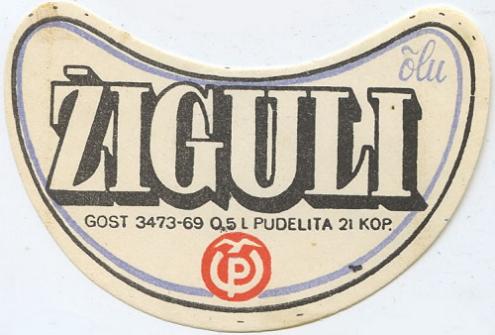 õlu
ŽIGULI
GOST 3473-69 0,5 L PUDELITA 21 KOP.